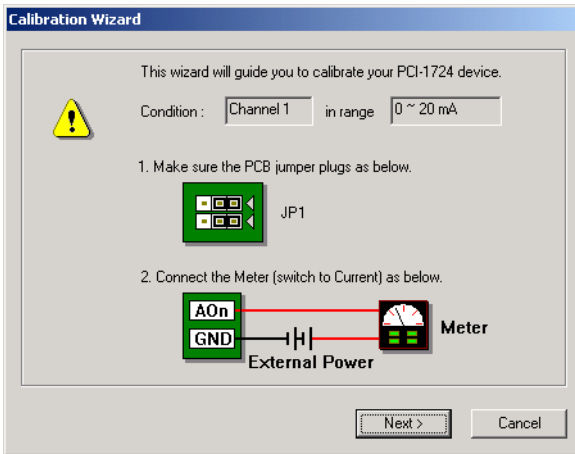 Calibration Wizard
This wizard will guide you to calibrate your PCI-1724 device.
Condition : Channel 1 in range 0 ~ 20 mA
1. Make sure the PCB jumper plugs as below.
JP1
2. Connect the Meter (switch to Current) as below.
AOn
GND
Meter
External Power
Next >
Cancel